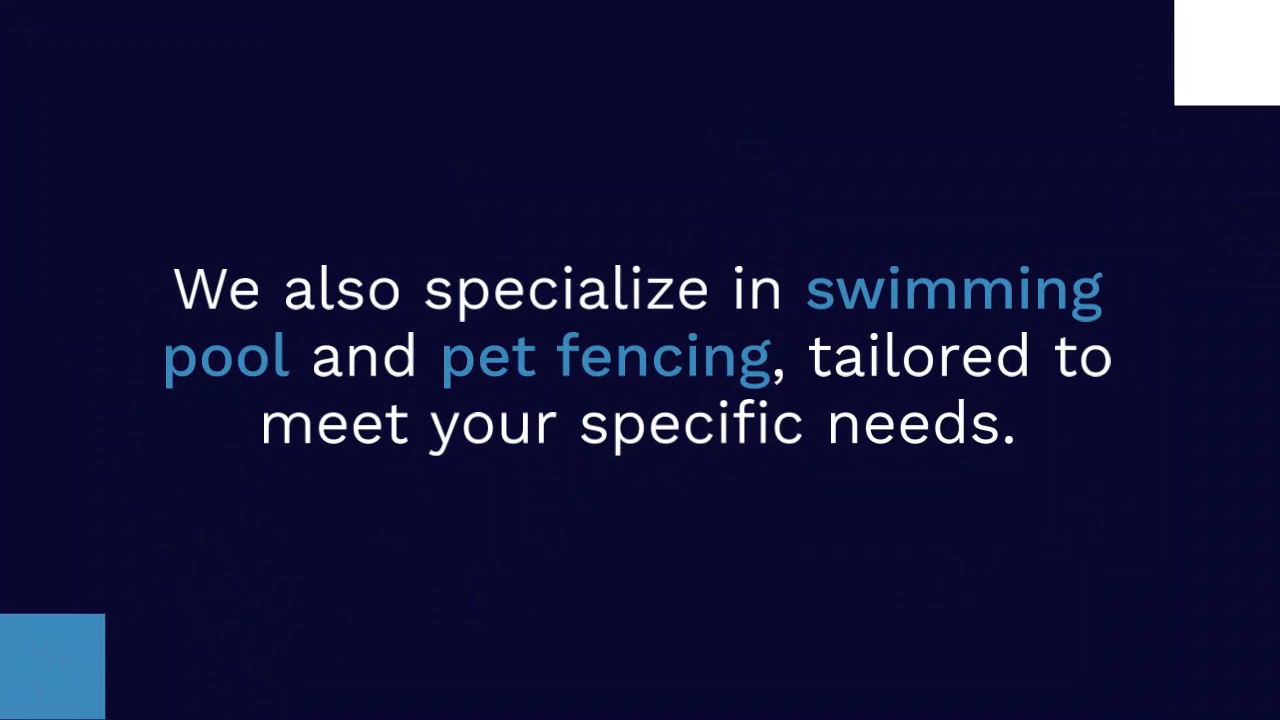 We also specialize in swimming
pool and pet fencing, tailored to
meet your specific needs.